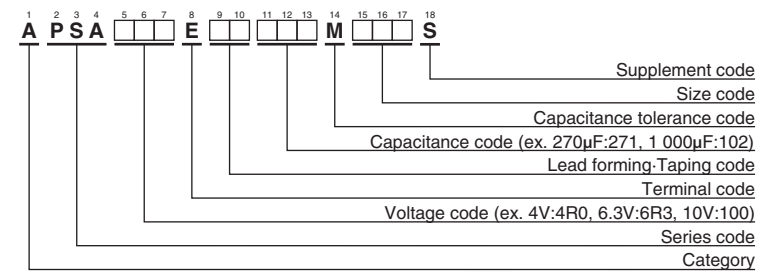 1 2 3 4 5 6 7 8 9 10 11 12 13 14 15 16 17 18
A P S A E M S
Supplement code
Size code
Capacitance tolerance code
Capacitance code (ex. 270µF:271, 1 000µF:102)
Lead forming·Taping code
Terminal code
Voltage code (ex. 4V:4R0, 6.3V:6R3, 10V:100)
Series code
Category